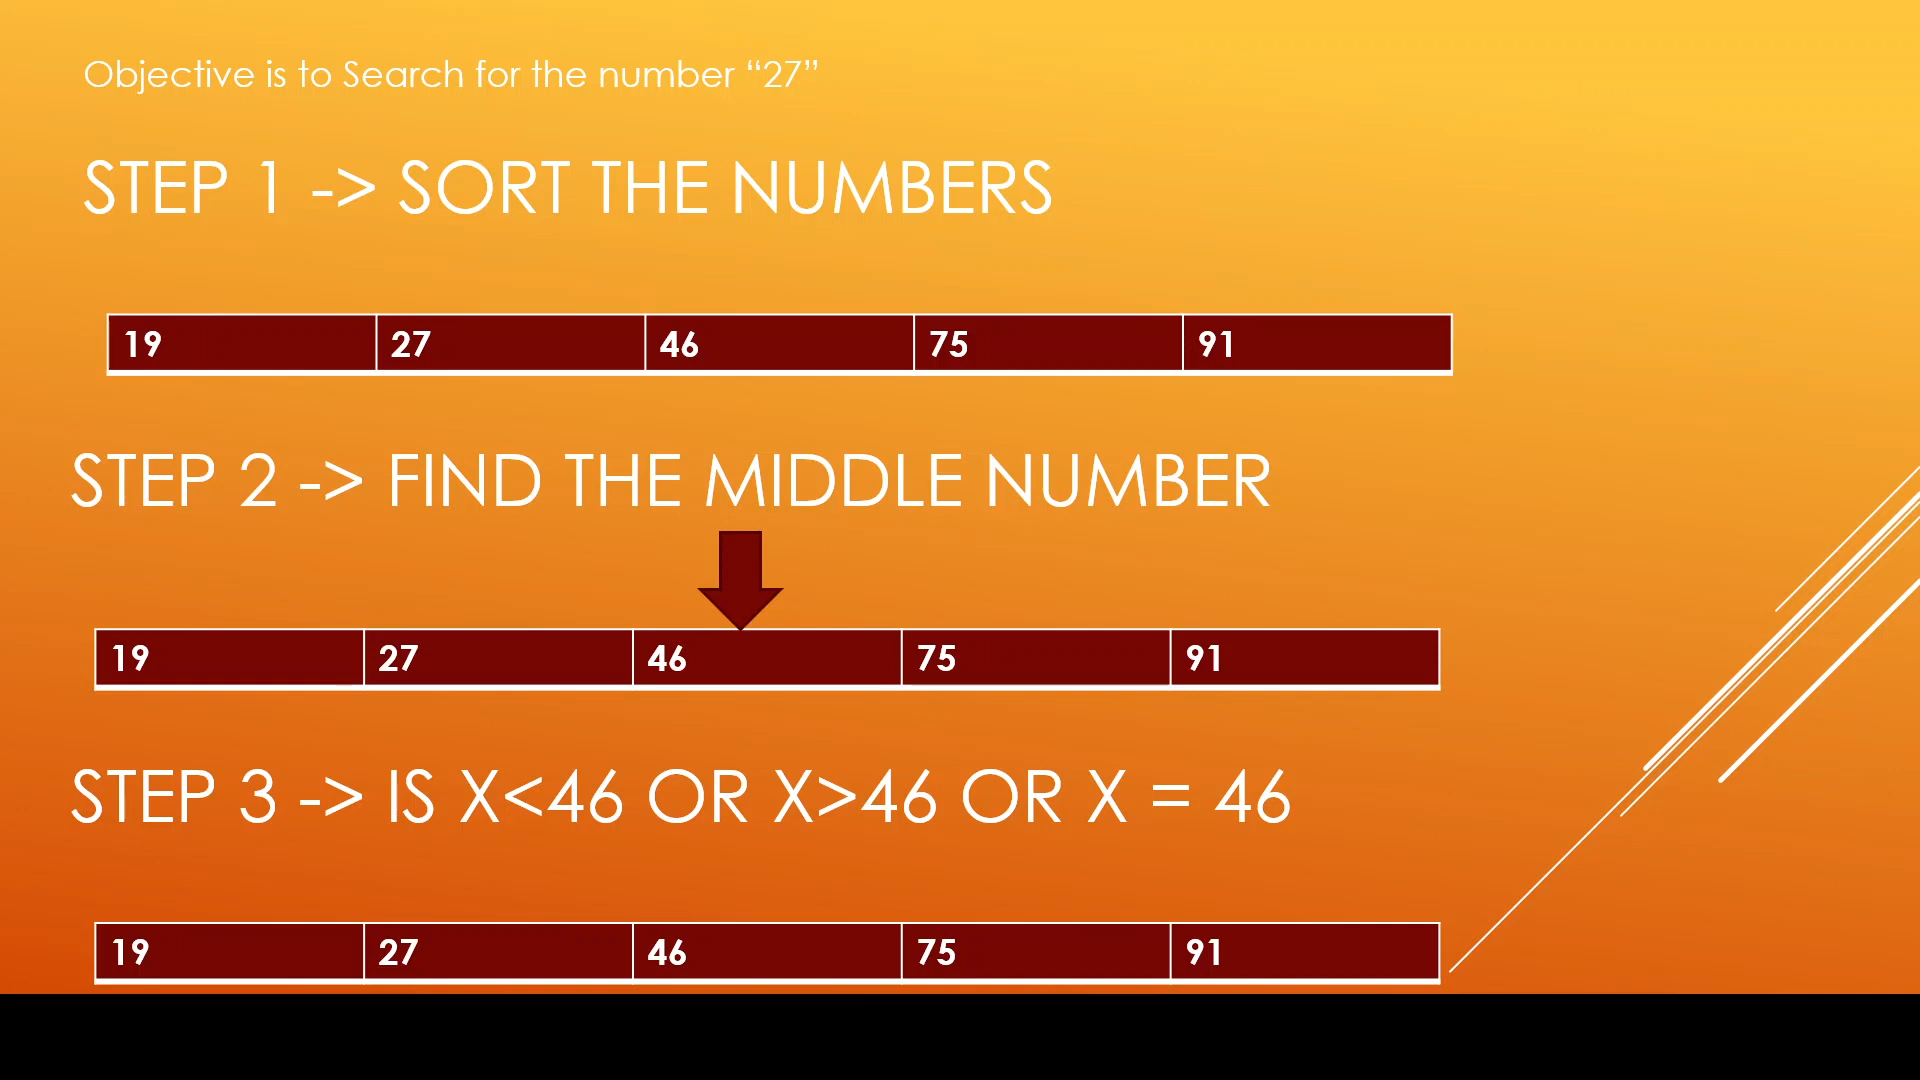 Objective is to Search for the number “27”
STEP 1 -> SORT THE NUMBERS
19 27 46 75 91
STEP 2 -> FIND THE MIDDLE NUMBER
19 27 46 75 91
STEP 3 -> IS X<46 OR X>46 OR X = 46
19 27 46 75 91